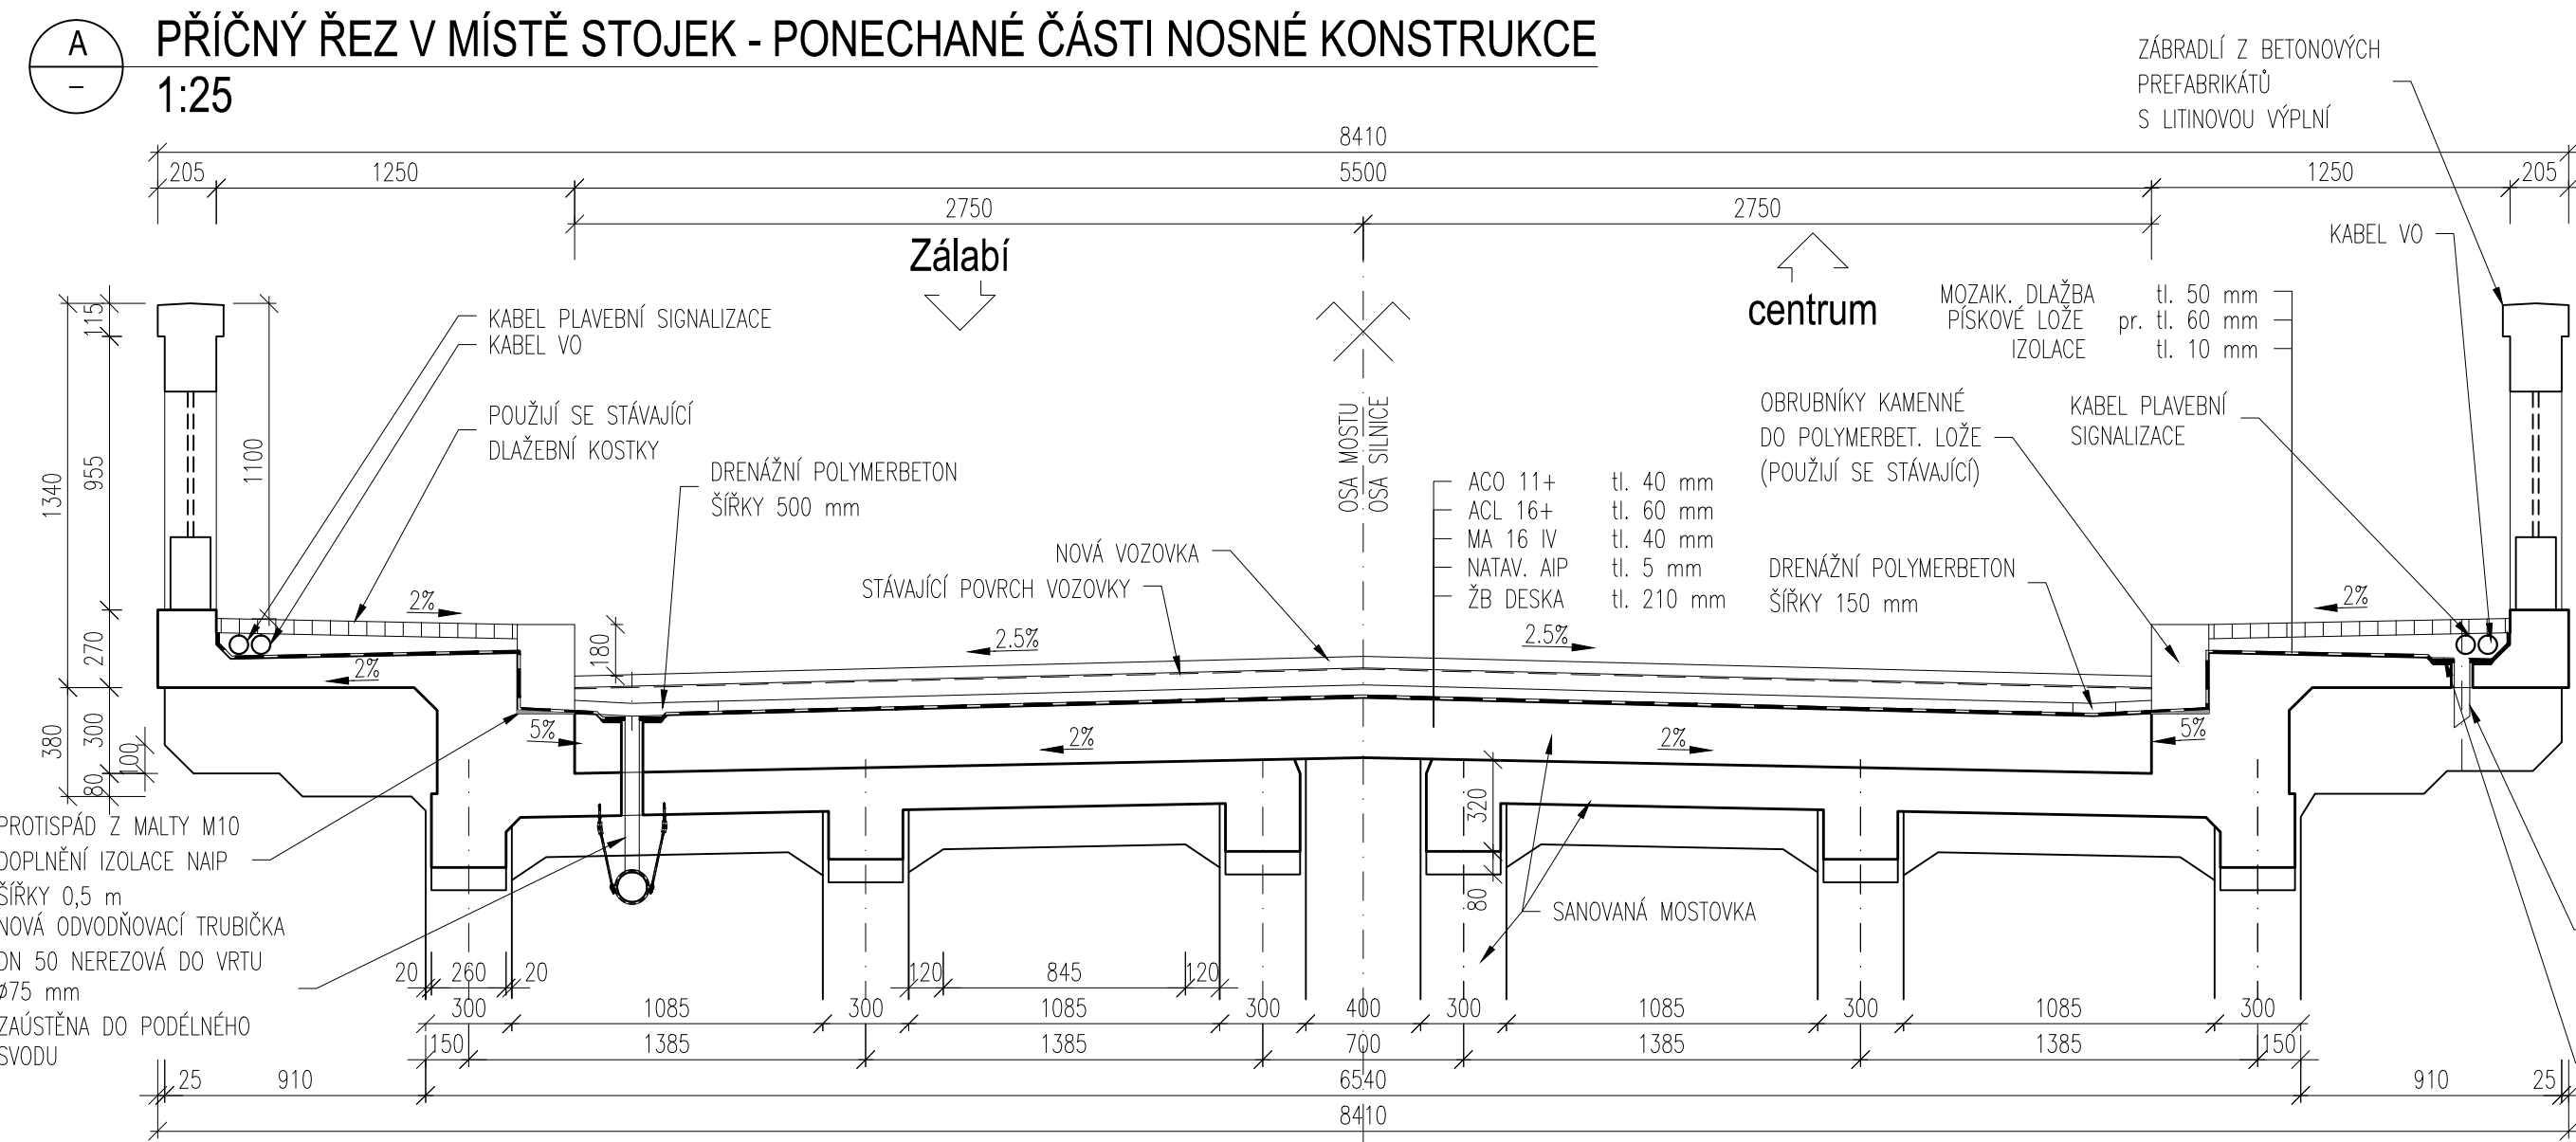 A
-
PŘÍČNÝ ŘEZ V MÍSTĚ STOJEK - PONECHANÉ ČÁSTI NOSNÉ KONSTRUKCE
1:25
ZÁBRADLÍ Z BETONOVÝCH
PREFABRIKÁTŮ
S LITINOVOU VÝPLNÍ
8410
205
1250
5500
1250
205
2750
2750
Zálabí
centrum
KABEL VO
MOZAIK. DLAŽBA tl. 50 mm
PÍSKOVÉ LOŽE pr. tl. 60 mm
IZOLACE tl. 10 mm
KABEL PLAVEBNÍ SIGNALIZACE
KABEL VO
POUŽIJÍ SE STÁVAJÍCÍ
DLAŽEBNÍ KOSTKY
DRENÁŽNÍ POLYMERBETON
ŠÍŘKY 500 mm
OSA MOSTU
OSA SILNICE
OBRUBNÍKY KAMENNÉ
DO POLYMERBET. LOŽE
(POUŽIJÍ SE STÁVAJÍCÍ)
KABEL PLAVEBNÍ
SIGNALIZACE
ACO 11+ tl. 40 mm
ACL 16+ tl. 60 mm
MA 16 IV tl. 40 mm
NATAV. AIP tl. 5 mm
ŽB DESKA tl. 210 mm
NOVÁ VOZOVKA
STÁVAJÍCÍ POVRCH VOZOVKY
DRENÁŽNÍ POLYMERBETON
ŠÍŘKY 150 mm
115
955
1340
1100
270
380
300
100
80
180
2%
2%
2.5%
2.5%
2%
5%
2%
2%
5%
320
80
SANOVANÁ MOSTOVKA
PROTISPÁD Z MALTY M10
DOPLNĚNÍ IZOLACE NAIP
ŠÍŘKY 0,5 m
NOVÁ ODVODŇOVACÍ TRUBIČKA
DN 50 NEREZOVÁ DO VRTU
Ø75 mm
ZAÚSTĚNA DO PODÉLNÉHO
SVODU
20
260
20
120
845
120
300
1085
300
1085
300
400
300
1085
300
1085
300
150
1385
1385
700
1385
1385
150
25
910
6540
910
25
8410